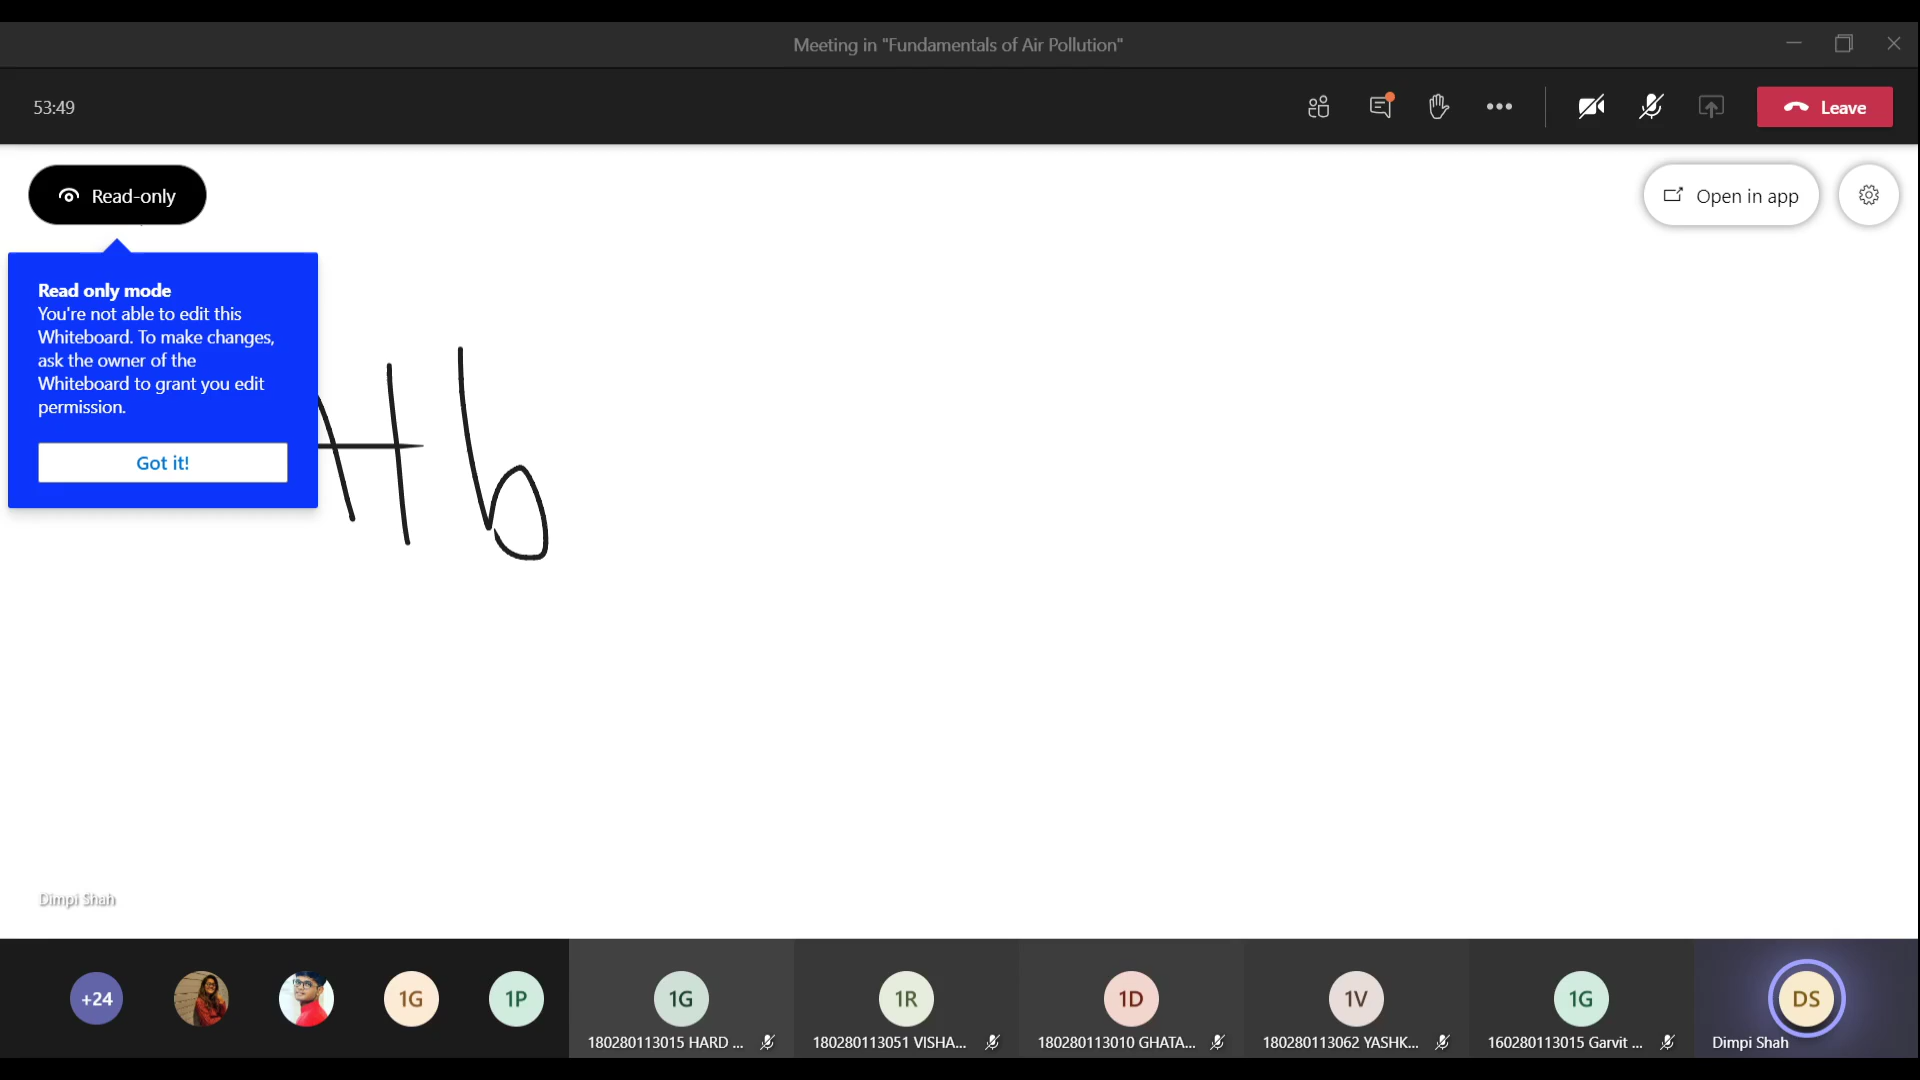 Meeting in "Fundamentals of Air Pollution"
53:49
Leave
Read-only
Open in app
Read only mode
You're not able to edit this
Whiteboard. To make changes,
ask the owner of the
Whiteboard to grant you edit
permission.
Got it!
Hb
Dimpi Shah
+24
1G
1P
1G
1R
1D
1V
1G
DS
180280113015 HARD ...
180280113051 VISHA...
180280113010 GHATA...
180280113062 YASHK...
160280113015 Garvit ...
Dimpi Shah